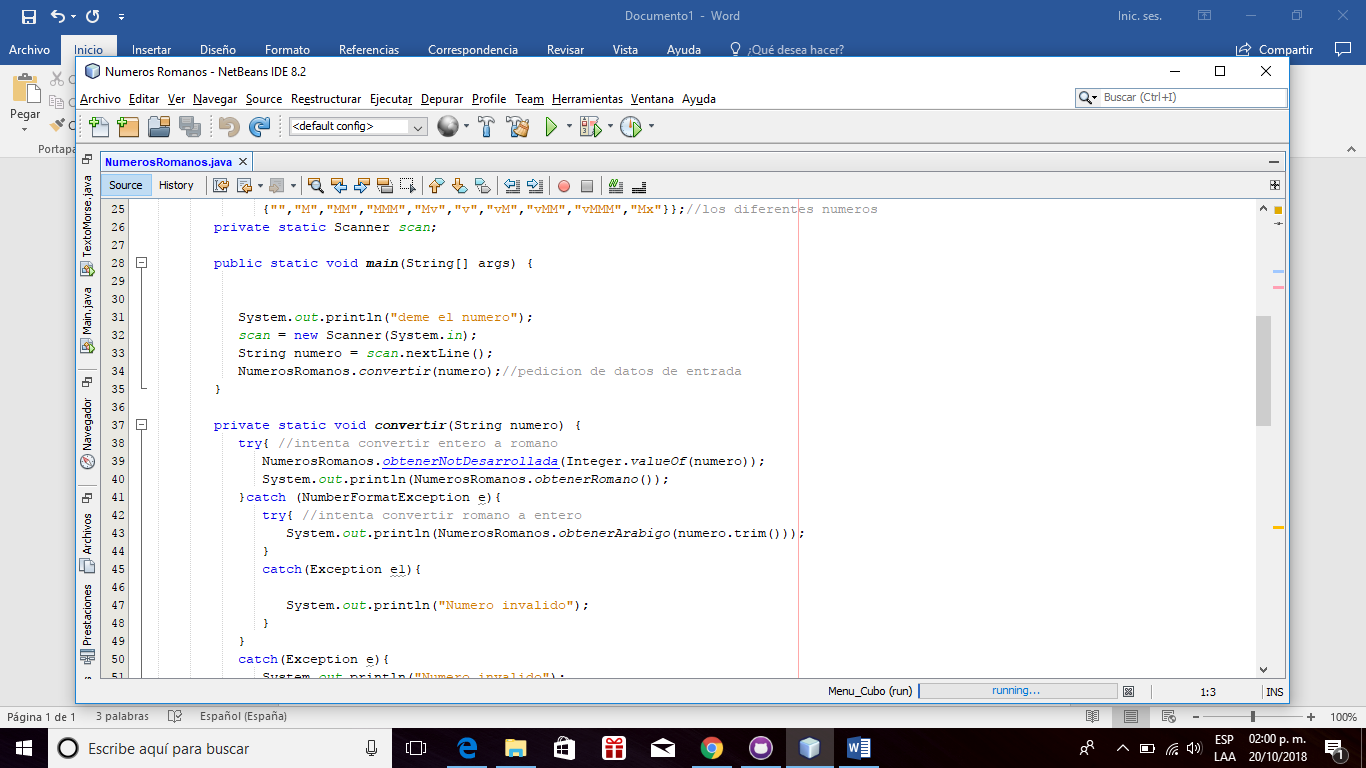 Documento1 - Word
Inic. ses.
Archivo Inicio Insertar Diseño Formato Referencias Correspondencia Revisar Vista Ayuda ¿Qué desea hacer? Compartir
Pegar
Portapa
Numeros Romanos - NetBeans IDE 8.2
Archivo Editar Ver Navegar Source Reestructurar Ejecutar Depurar Profile Team Herramientas Ventana Ayuda
Buscar (Ctrl+I)
<default config>
NumerosRomanos.java
Source History
TextoMorse.java
Main.java
Navegador
Archivos
Prestaciones
25 {"","M","MM","MMM","Mv","v","vM","vMM","vMMM","Mx"}};//los diferentes numeros
26 private static Scanner scan;
27
28 public static void main(String[] args) {
29
30
31 System.out.println("deme el numero");
32 scan = new Scanner(System.in);
33 String numero = scan.nextLine();
34 NumerosRomanos.convertir(numero);//pedicion de datos de entrada
35 }
36
37 private static void convertir(String numero) {
38 try{ //intenta convertir entero a romano
39 NumerosRomanos.obtenerNotDesarrollada(Integer.valueOf(numero));
40 System.out.println(NumerosRomanos.obtenerRomano());
41 }catch (NumberFormatException e){
42 try{ //intenta convertir romano a entero
43 System.out.println(NumerosRomanos.obtenerArabigo(numero.trim()));
44 }
45 catch(Exception e1){
46
47 System.out.println("Numero invalido");
48 }
49 }
50 catch(Exception e){
51 System.out.println("Numero invalido");
Menu_Cubo (run) running... 1:3 INS
Página 1 de 1 3 palabras Español (España) 100%
Escribe aquí para buscar
ESP 02:00 p. m.
LAA 20/10/2018 1